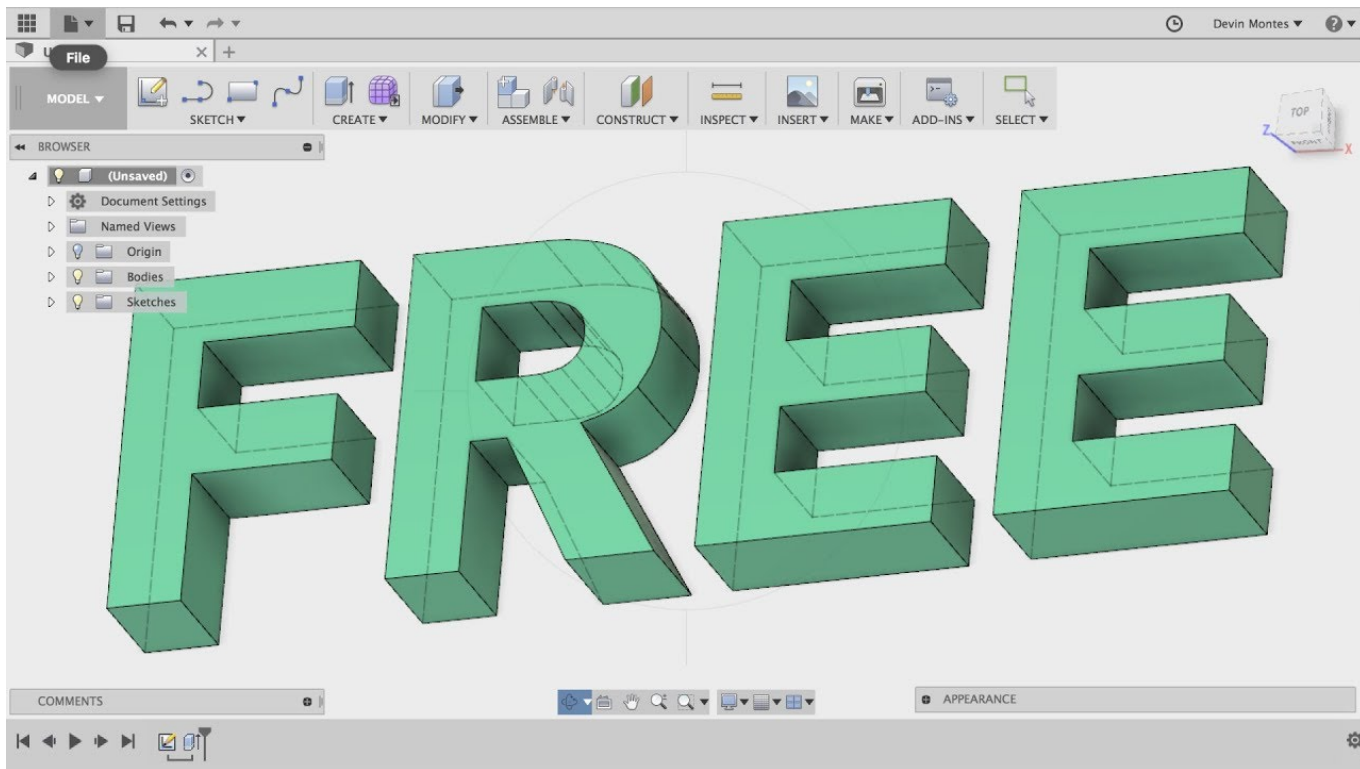 Devin Montes
U
File
MODEL
SKETCH
CREATE
MODIFY
ASSEMBLE
CONSTRUCT
INSPECT
INSERT
MAKE
ADD-INS
SELECT
TOP
FRONT
Z
X
BROWSER
(Unsaved)
Document Settings
Named Views
Origin
Bodies
Sketches
FREE
COMMENTS
APPEARANCE